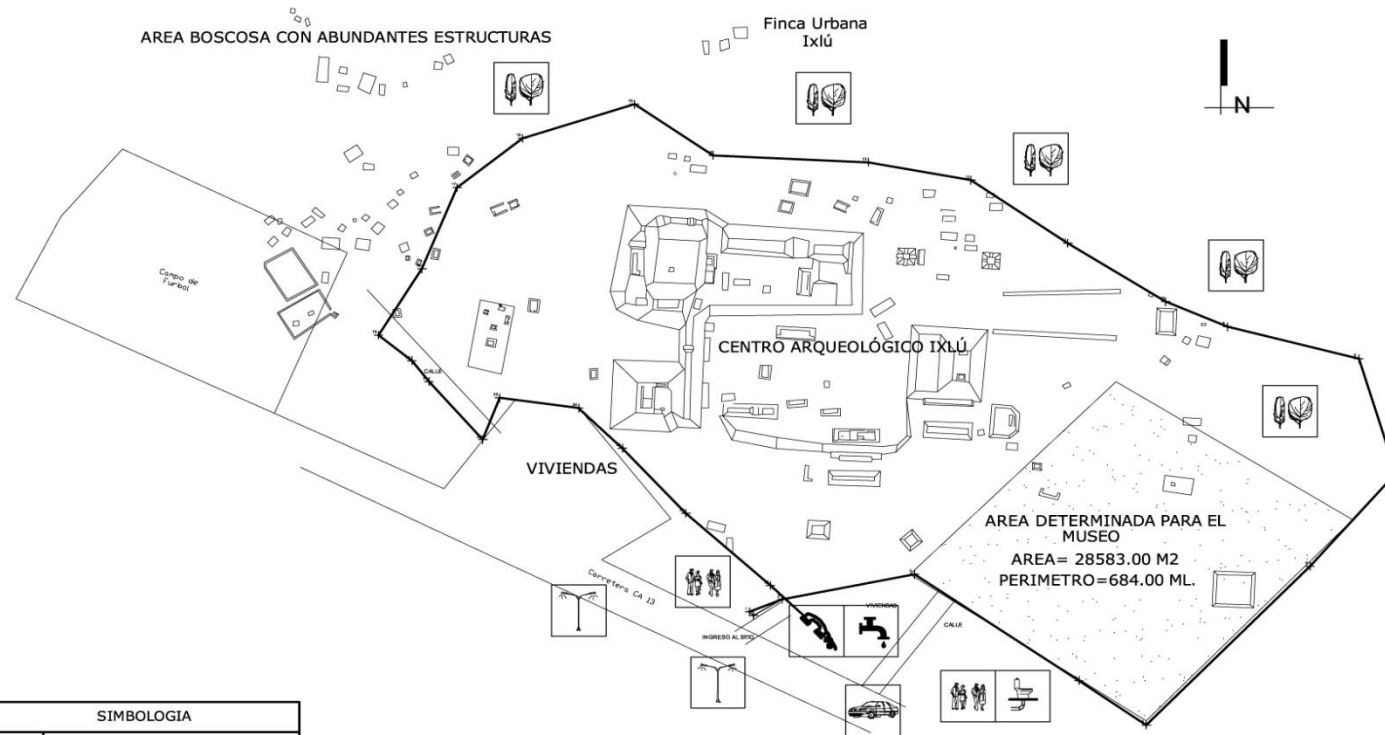 AREA BOSCOSA CON ABUNDANTES ESTRUCTURAS
Finca Urbana
Ixlú
N
Campo de
Furbol
CALLE
CENTRO ARQUEOLÓGICO IXLÚ
VIVIENDAS
AREA DETERMINADA PARA EL
MUSEO
AREA= 28583.00 M2
PERIMETRO=684.00 ML.
Carretera CA 13
VIVIENDAS
INGRESO AL SITIO
CALLE
SIMBOLOGIA